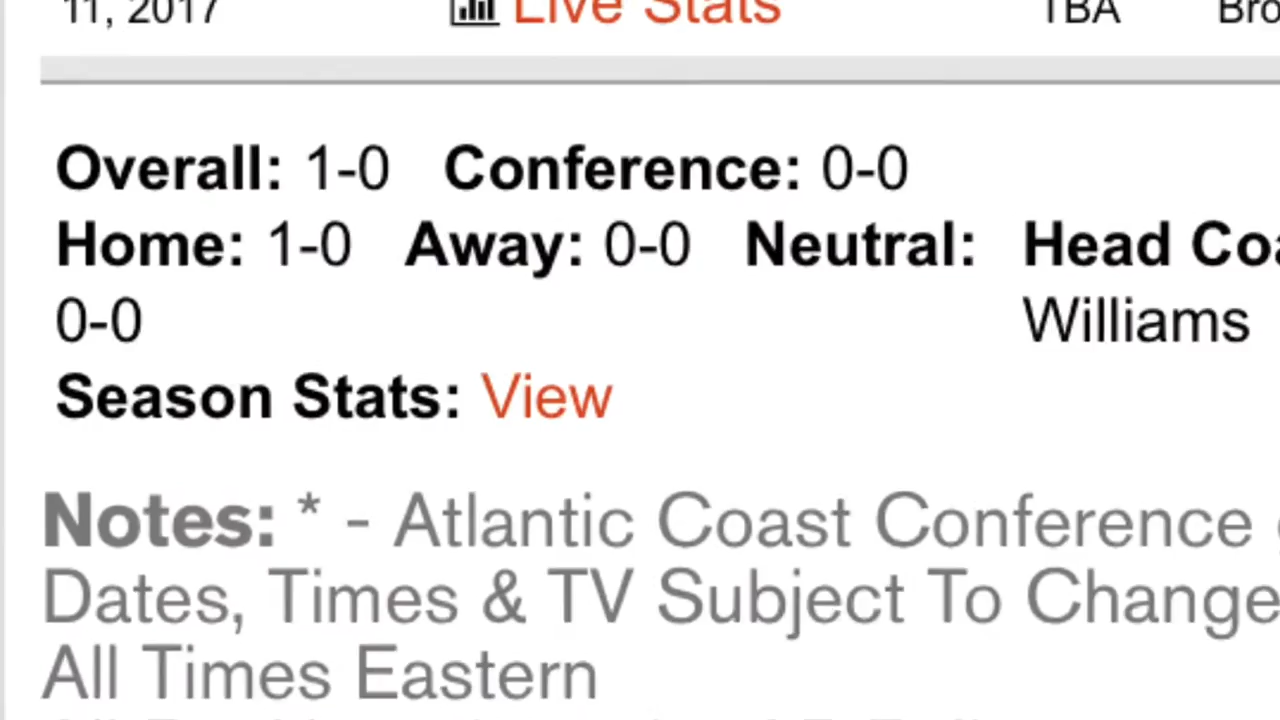 11, 2017 Live Stats TBA Bro
Overall: 1-0 Conference: 0-0
Home: 1-0 Away: 0-0 Neutral: Head Coa
0-0 Williams
Season Stats: View
Notes: * - Atlantic Coast Conference
Dates, Times & TV Subject To Change
All Times Eastern